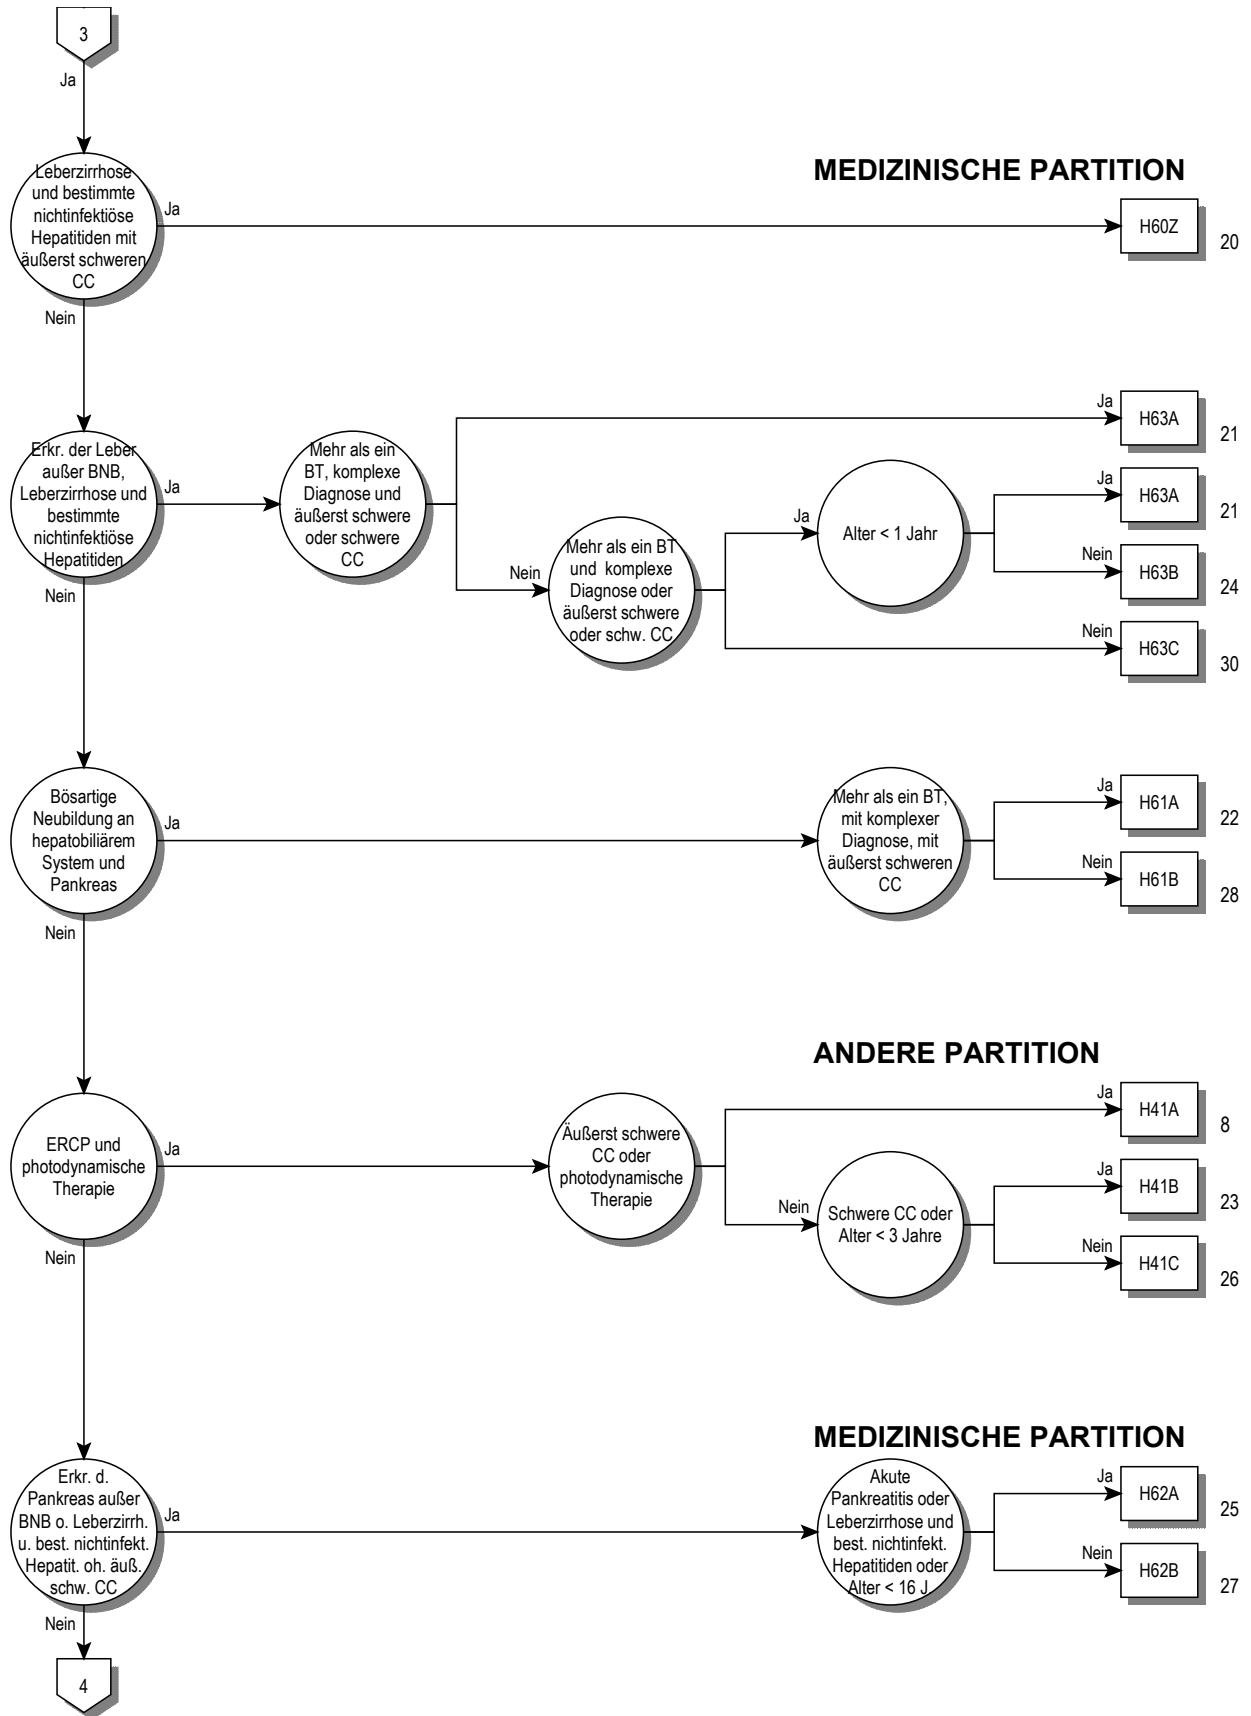 3
Ja
Leberzirrhose
und bestimmte
nichtinfektiöse
Hepatitiden mit
äußerst schweren
CC
Ja
MEDIZINISCHE PARTITION
H60Z
20
Nein
Erkr. der Leber
außer BNB,
Leberzirrhose und
bestimmte
nichtinfektiöse
Hepatitiden
Ja
Mehr als ein
BT, komplexe
Diagnose und
äußerst schwere
oder schwere
CC
Ja
H63A
21
Nein
Mehr als ein BT
und komplexe
Diagnose oder
äußerst schwere
oder schw. CC
Ja
Alter < 1 Jahr
Ja
H63A
21
Nein
H63B
24
Nein
H63C
30
Nein
Bösartige
Neubildung an
hepatobiliärem
System und
Pankreas
Ja
Mehr als ein BT,
mit komplexer
Diagnose, mit
äußerst schweren
CC
Ja
H61A
22
Nein
H61B
28
Nein
ANDERE PARTITION
ERCP und
photodynamische
Therapie
Ja
Äußerst schwere
CC oder
photodynamische
Therapie
Ja
H41A
8
Nein
Schwere CC oder
Alter < 3 Jahre
Ja
H41B
23
Nein
H41C
26
Nein
MEDIZINISCHE PARTITION
Erkr. d.
Pankreas außer
BNB o. Leberzirrh.
u. best. nichtinfekt.
Hepatit. oh. äuß.
schw. CC
Ja
Akute
Pankreatitis oder
Leberzirrhose und
best. nichtinfekt.
Hepatitiden oder
Alter < 16 J.
Ja
H62A
25
Nein
H62B
27
Nein
4